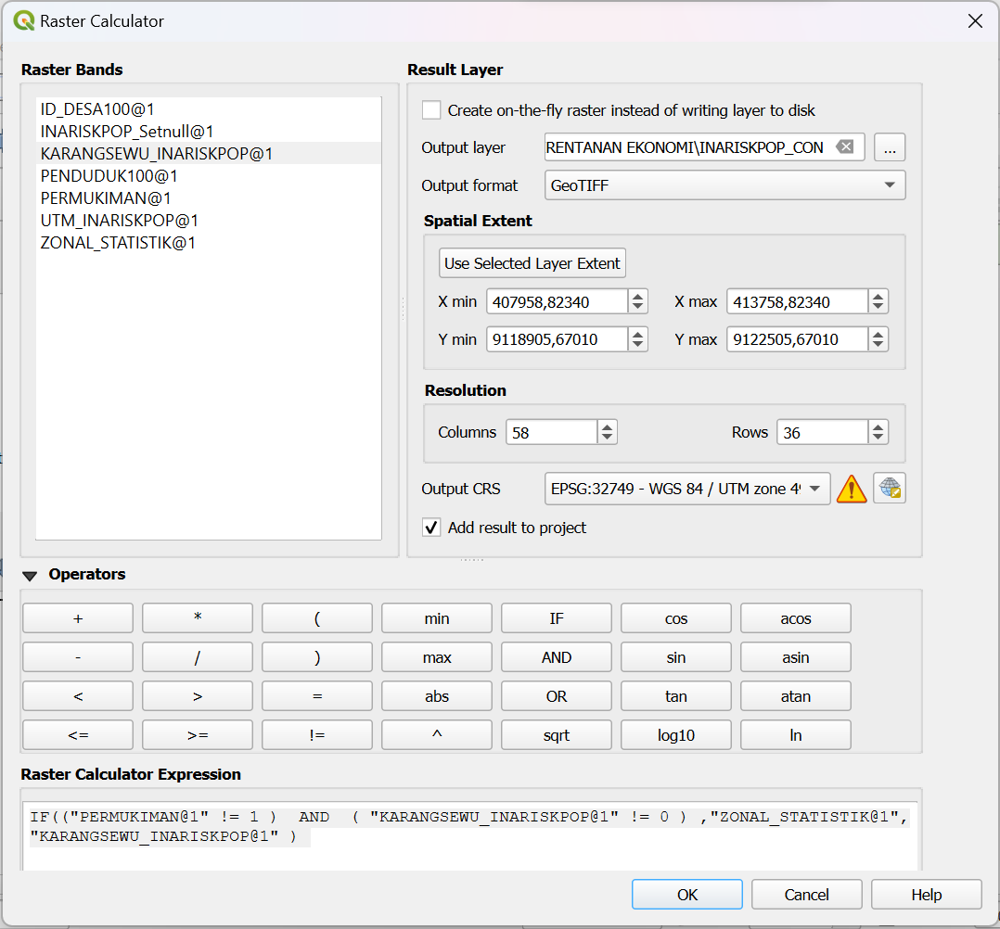 Raster Calculator
Raster Bands
ID_DESA100@1
INARISKPOP_Setnull@1
KARANGSEWU_INARISKPOP@1
PENDUDUK100@1
PERMUKIMAN@1
UTM_INARISKPOP@1
ZONAL_STATISTIK@1
Result Layer
Create on-the-fly raster instead of writing layer to disk
Output layer RENTANAN EKONOMI\INARISKPOP_CON ...
Output format GeoTIFF
Spatial Extent
Use Selected Layer Extent
X min 407958,82340 X max 413758,82340
Y min 9118905,67010 Y max 9122505,67010
Resolution
Columns 58 Rows 36
Output CRS EPSG:32749 - WGS 84 / UTM zone 49
Add result to project
Operators
+ * ( min IF cos acos
- / ) max AND sin asin
< > = abs OR tan atan
<= >= != ^ sqrt log10 ln
Raster Calculator Expression
IF(("PERMUKIMAN@1" != 1 )  AND  ( "KARANGSEWU_INARISKPOP@1" != 0 ) ,"ZONAL_STATISTIK@1",
"KARANGSEWU_INARISKPOP@1" )
OK Cancel Help